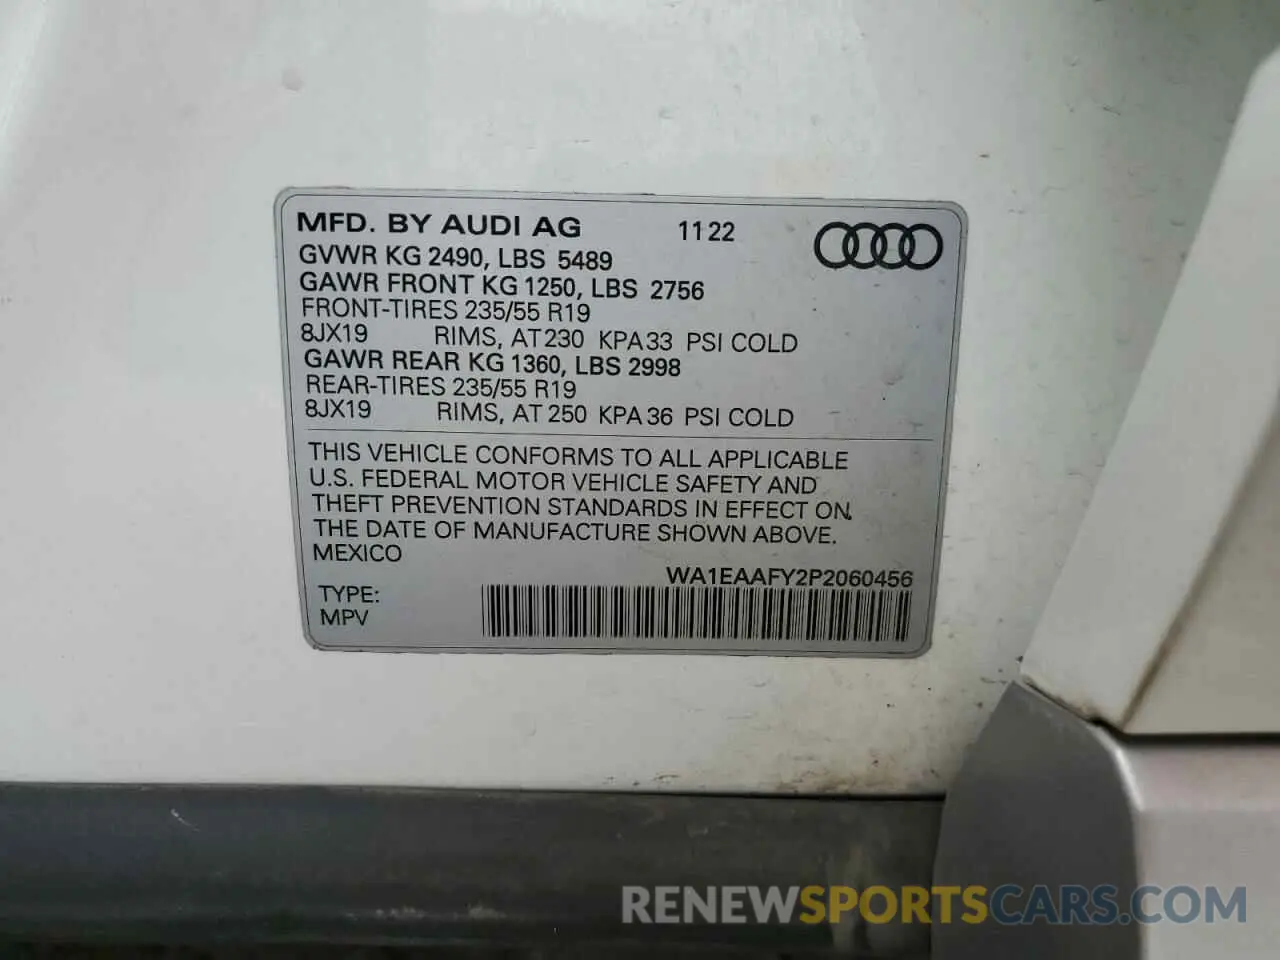 MFD. BY AUDI AG 1122
GVWR KG 2490, LBS 5489
GAWR FRONT KG 1250, LBS 2756
FRONT-TIRES 235/55 R19
8JX19 RIMS, AT 230 KPA 33 PSI COLD
GAWR REAR KG 1360, LBS 2998
REAR-TIRES 235/55 R19
8JX19 RIMS, AT 250 KPA 36 PSI COLD
THIS VEHICLE CONFORMS TO ALL APPLICABLE
U.S. FEDERAL MOTOR VEHICLE SAFETY AND
THEFT PREVENTION STANDARDS IN EFFECT ON
THE DATE OF MANUFACTURE SHOWN ABOVE.
MEXICO
WA1EAAFY2P2060456
TYPE:
MPV
RENEWSPORTSCARS.COM